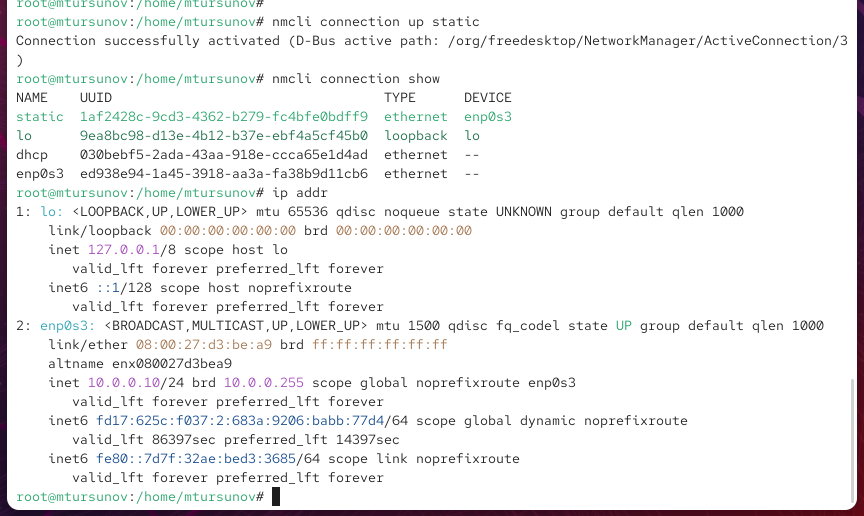 root@mtursunov:/home/mtursunov#
root@mtursunov:/home/mtursunov# nmcli connection up static
Connection successfully activated (D-Bus active path: /org/freedesktop/NetworkManager/ActiveConnection/3
)
root@mtursunov:/home/mtursunov# nmcli connection show
NAME    UUID                                  TYPE      DEVICE
static  1af2428c-9cd3-4362-b279-fc4bfe0bdff9  ethernet  enp0s3
lo      9ea8bc98-d13e-4b12-b37e-ebf4a5cf45b0  loopback  lo
dhcp    030bebf5-2ada-43aa-918e-ccca65e1d4ad  ethernet  --
enp0s3  ed938e94-1a45-3918-aa3a-fa38b9d11cb6  ethernet  --
root@mtursunov:/home/mtursunov# ip addr
1: lo: <LOOPBACK,UP,LOWER_UP> mtu 65536 qdisc noqueue state UNKNOWN group default qlen 1000
    link/loopback 00:00:00:00:00:00 brd 00:00:00:00:00:00
    inet 127.0.0.1/8 scope host lo
       valid_lft forever preferred_lft forever
    inet6 ::1/128 scope host noprefixroute
       valid_lft forever preferred_lft forever
2: enp0s3: <BROADCAST,MULTICAST,UP,LOWER_UP> mtu 1500 qdisc fq_codel state UP group default qlen 1000
    link/ether 08:00:27:d3:be:a9 brd ff:ff:ff:ff:ff:ff
    altname enx080027d3bea9
    inet 10.0.0.10/24 brd 10.0.0.255 scope global noprefixroute enp0s3
       valid_lft forever preferred_lft forever
    inet6 fd17:625c:f037:2:683a:9206:babb:77d4/64 scope global dynamic noprefixroute
       valid_lft 86397sec preferred_lft 14397sec
    inet6 fe80::7d7f:32ae:bed3:3685/64 scope link noprefixroute
       valid_lft forever preferred_lft forever
root@mtursunov:/home/mtursunov#